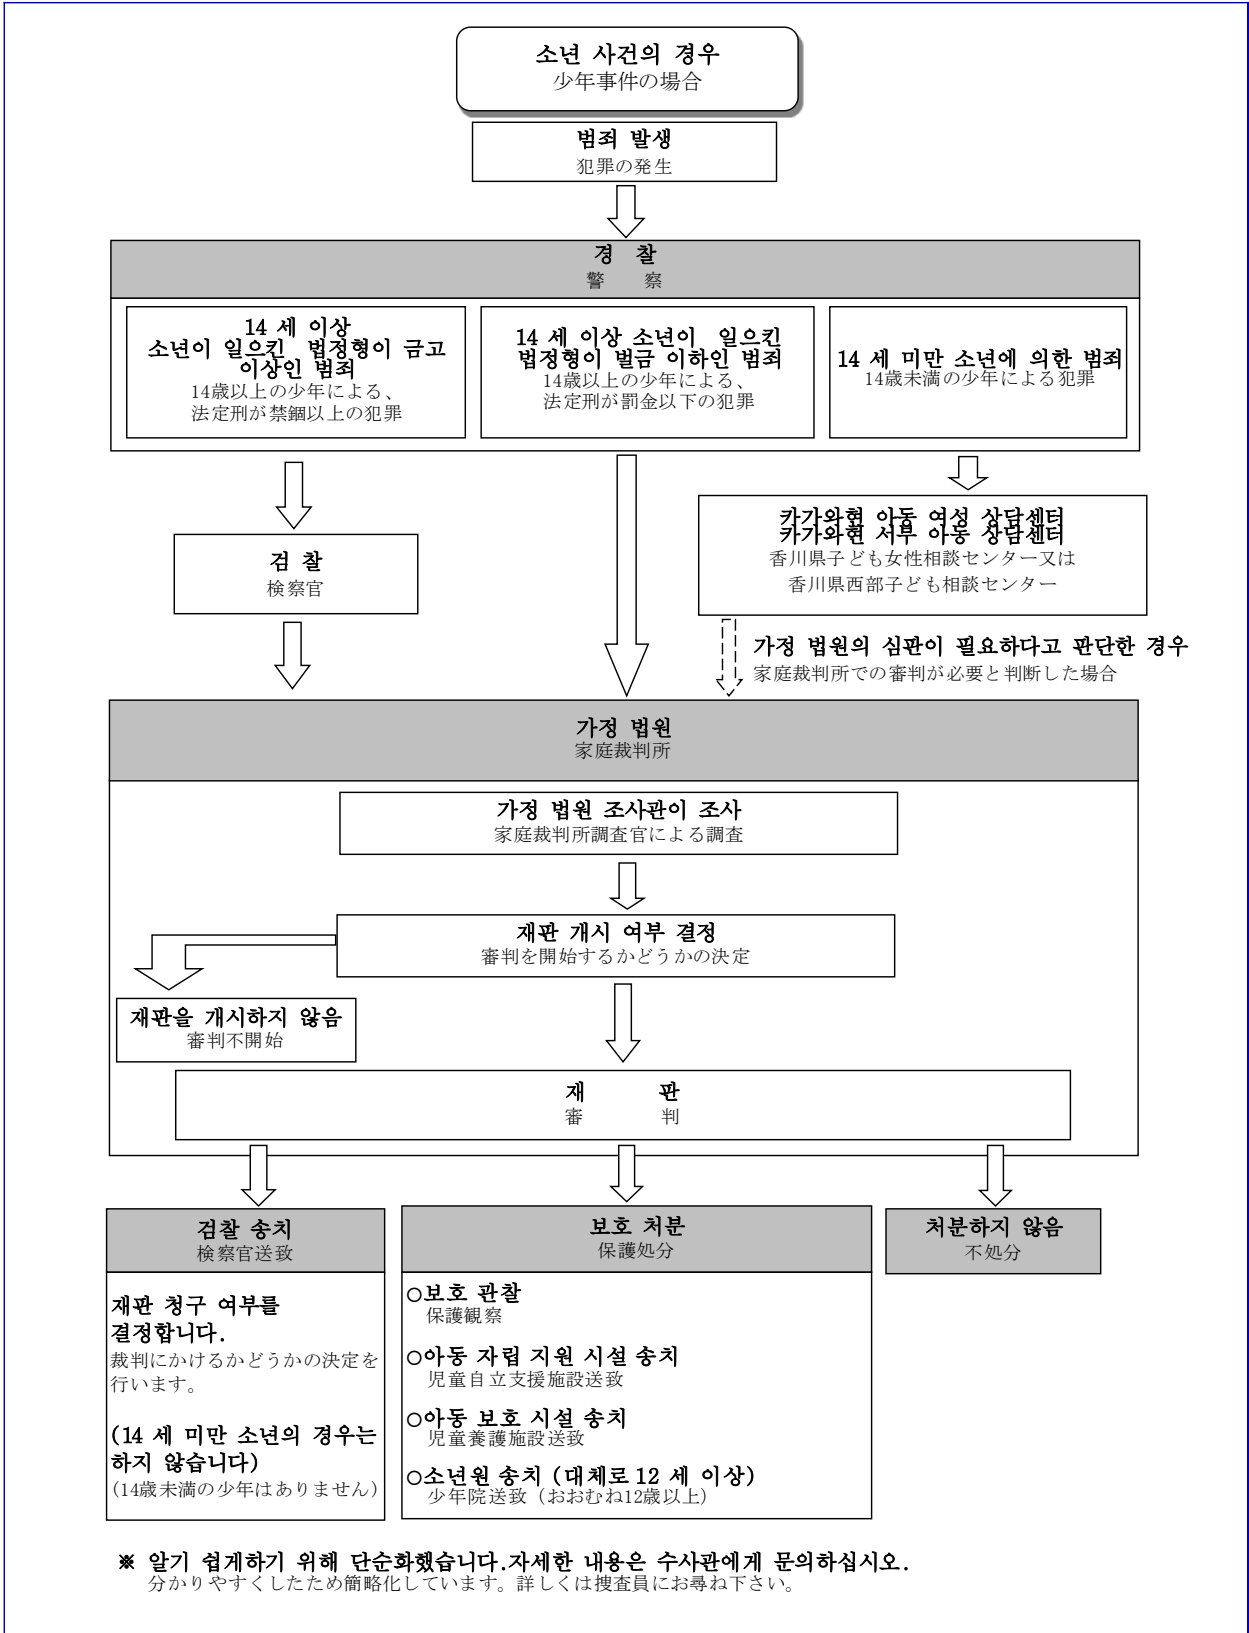 소년 사건의 경우
少年事件の場合
범죄 발생
犯罪の発生
경 찰
警 察
14 세 이상
소년이 일으킨 법정형이 금고
이상인 범죄
14歳以上の少年による、
法定刑が禁錮以上の犯罪
14 세 이상 소년이 일으킨
법정형이 벌금 이하인 범죄
14歳以上の少年による、
法定刑が罰金以下の犯罪
14 세 미만 소년에 의한 범죄
14歳未満の少年による犯罪
검 찰
検察官
카가와현 아동 여성 상담센터
카가와현 서부 아동 상담센터
香川県子ども女性相談センター又は
香川県西部子ども相談センター
가정 법원의 심판이 필요하다고 판단한 경우
家庭裁判所での審判が必要と判断した場合
가정 법원
家庭裁判所
가정 법원 조사관이 조사
家庭裁判所調査官による調査
재판 개시 여부 결정
審判を開始するかどうかの決定
재판을 개시하지 않음
審判不開始
재 판
審 判
검찰 송치
検察官送致
재판 청구 여부를
결정합니다.
裁判にかけるかどうかの決定を
行います。
(14 세 미만 소년의 경우는
하지 않습니다)
(14歳未満の少年はありません)
보호 처분
保護処分
○보호 관찰
保護観察
○아동 자립 지원 시설 송치
児童自立支援施設送致
○아동 보호 시설 송치
児童養護施設送致
○소년원 송치 (대체로 12 세 이상)
少年院送致（おおむね12歳以上）
처분하지 않음
不処分
※ 알기 쉽게하기 위해 단순화했습니다.자세한 내용은 수사관에게 문의하십시오.
分かりやすくしたため簡略化しています。詳しくは捜査員にお尋ね下さい。